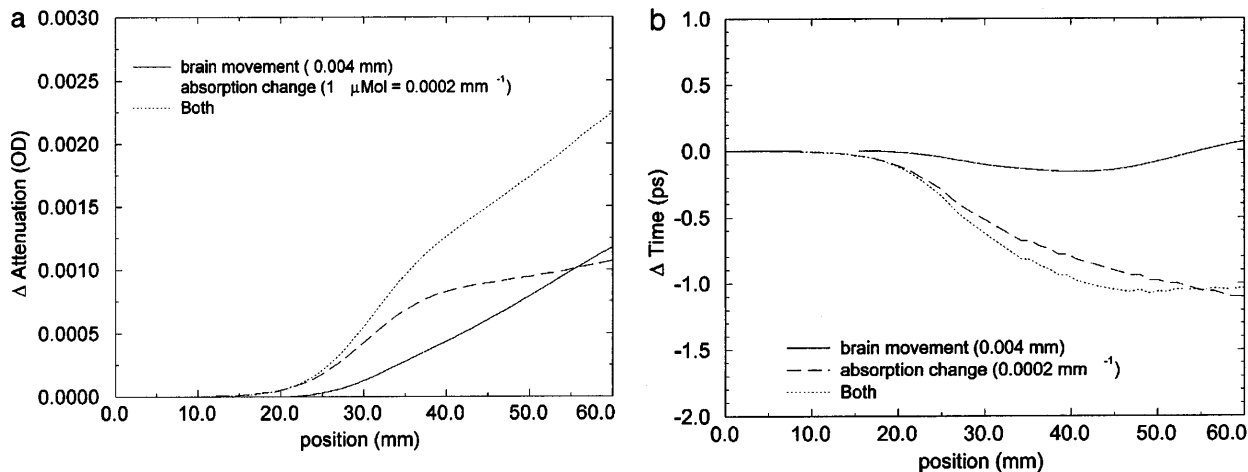 a
0.0030
0.0025
0.0020
0.0015
0.0010
0.0005
0.0000
Δ Attenuation (OD)
brain movement ( 0.004 mm)
absorption change (1 μMol = 0.0002 mm ⁻¹)
Both
0.0 10.0 20.0 30.0 40.0 50.0 60.0
position (mm)
b
1.0
0.5
0.0
-0.5
-1.0
-1.5
-2.0
Δ Time (ps)
brain movement (0.004 mm)
absorption change (0.0002 mm ⁻¹)
Both
0.0 10.0 20.0 30.0 40.0 50.0 60.0
position (mm)